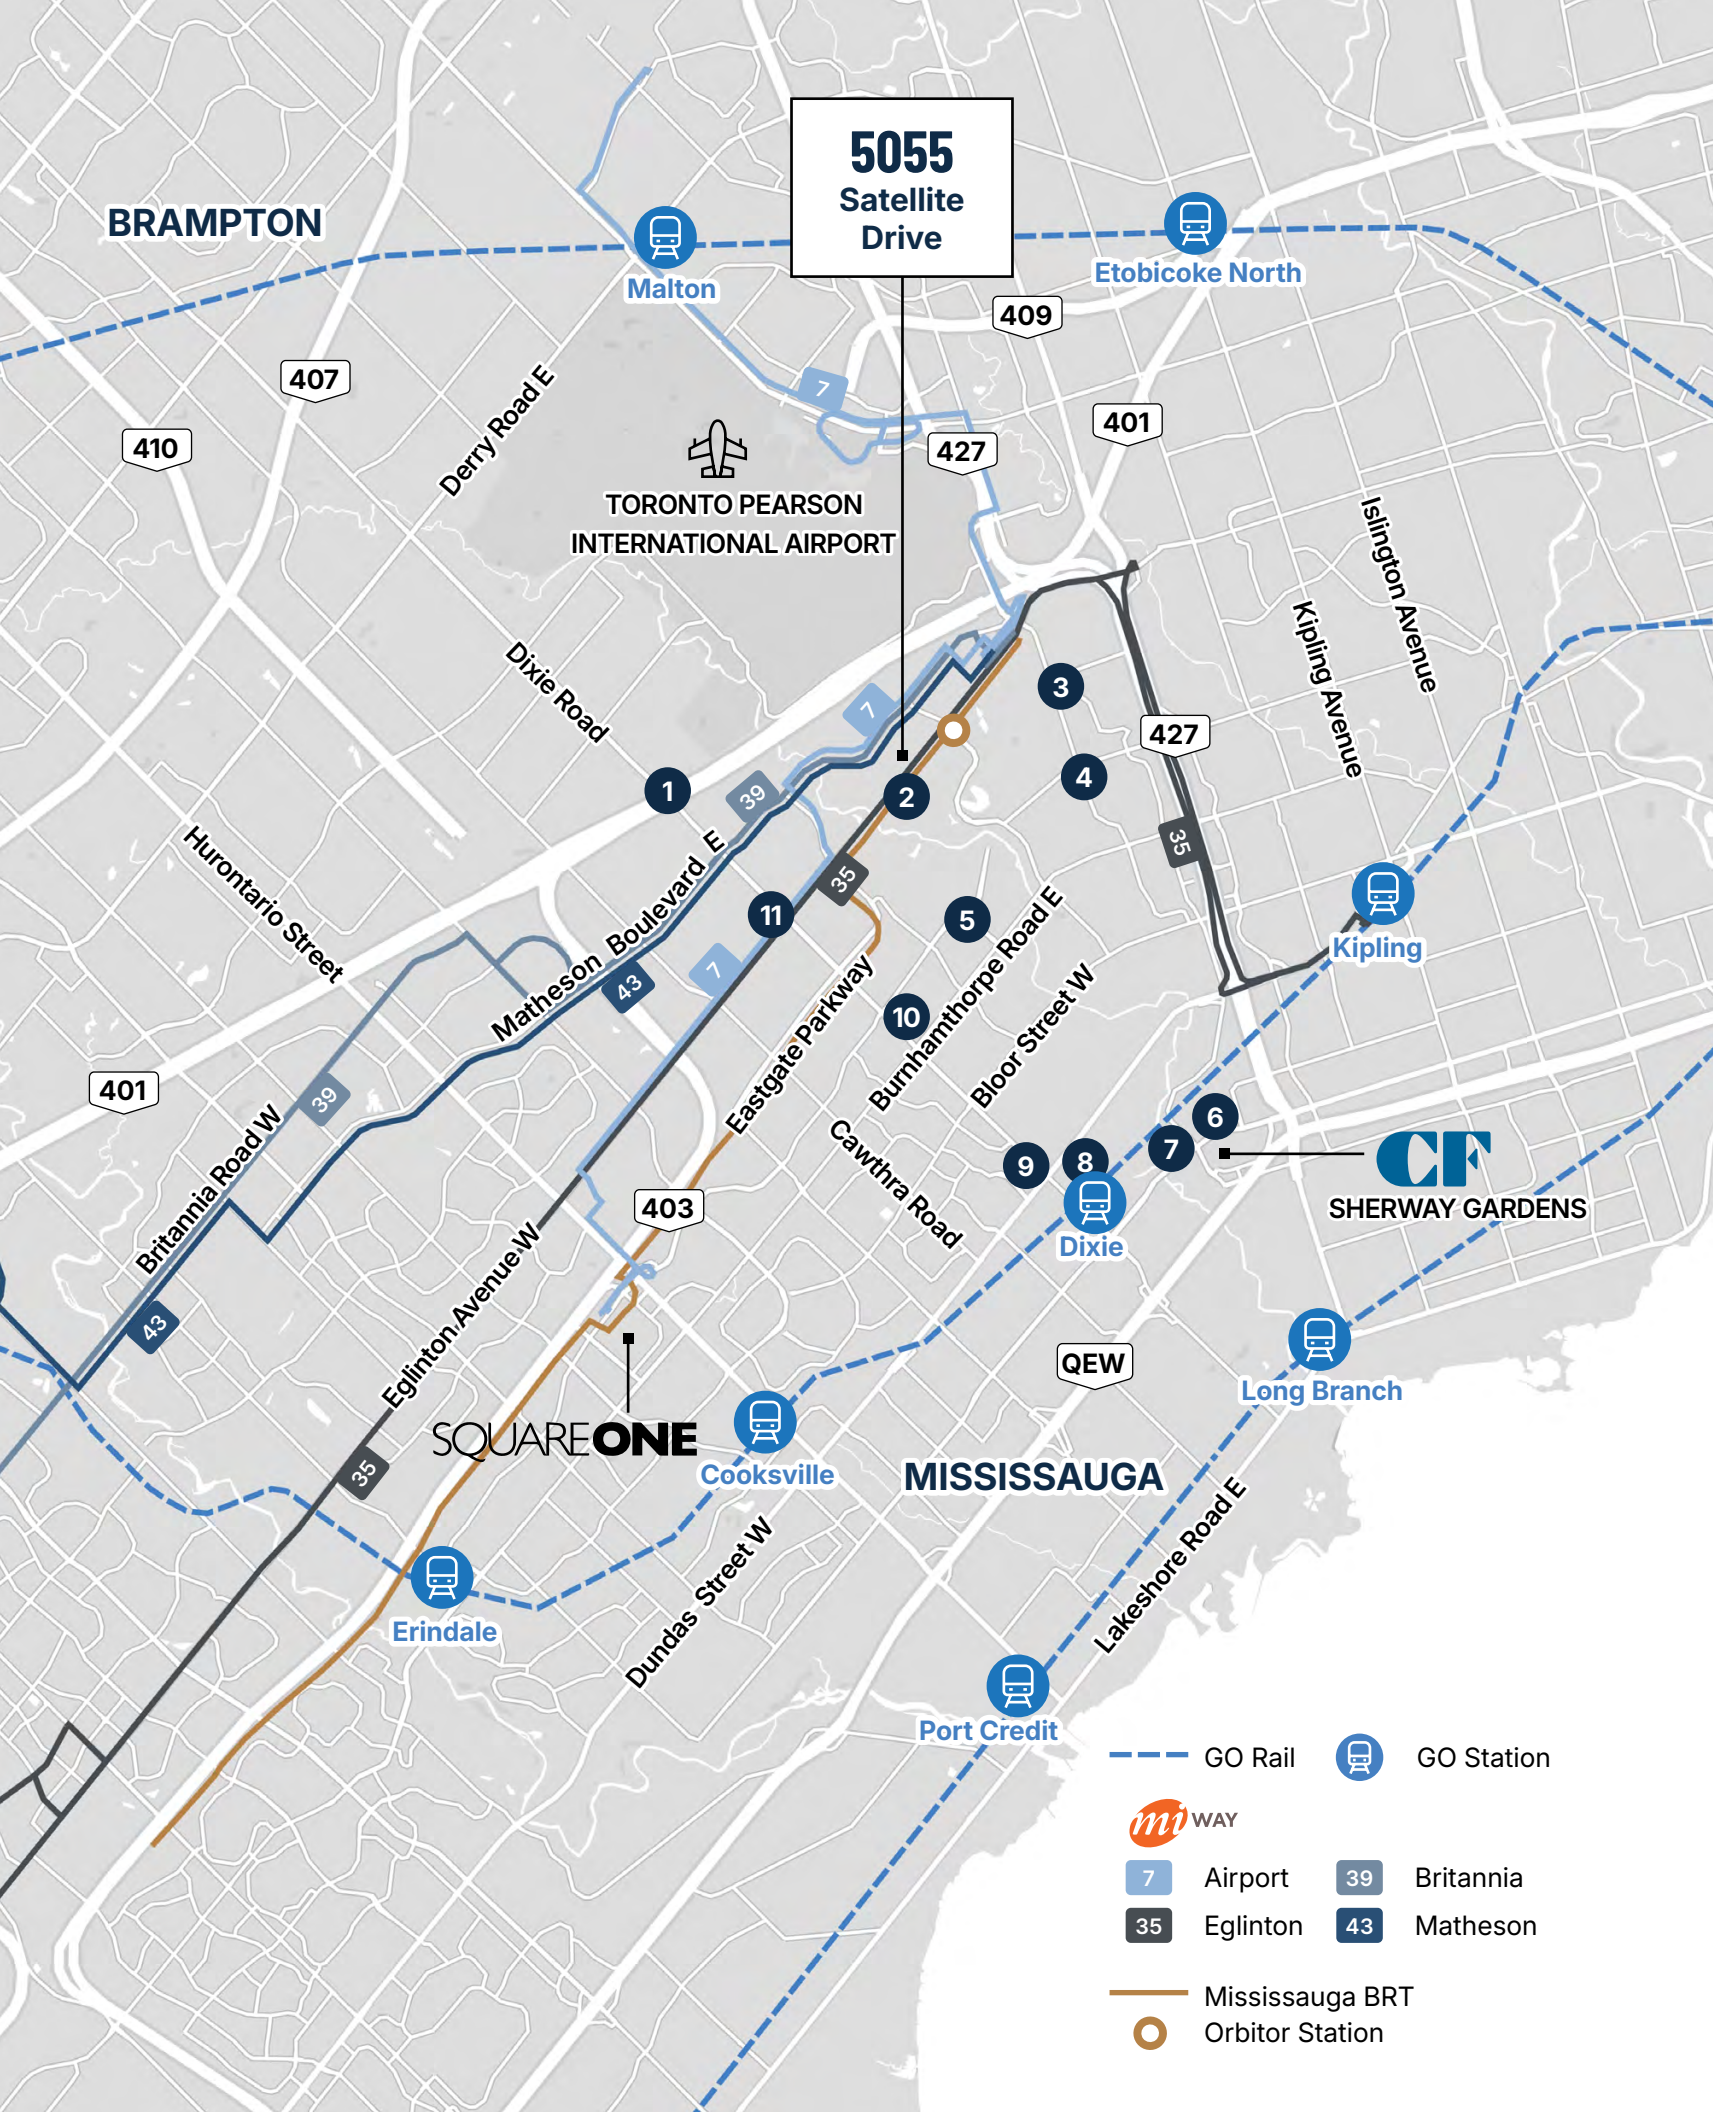 5055
Satellite
Drive
BRAMPTON
Malton
Etobicoke North
409
407
7
401
410
Derry Road E
427
TORONTO PEARSON
INTERNATIONAL AIRPORT
Islington Avenue
Kipling Avenue
Dixie Road
3
7
427
4
1
39
2
35
Hurontario Street
Matheson Boulevard E
35
Kipling
11
5
7
43
Eastgate Parkway
10
Burnhamthorpe Road E
Bloor Street W
401
39
6
Britannia Road W
Cawthra Road
9
8
7
CF
SHERWAY GARDENS
403
Dixie
43
Eglinton Avenue W
QEW
Long Branch
SQUARE ONE
35
Cooksville
MISSISSAUGA
Erindale
Dundas Street W
Lakeshore Road E
Port Credit
GO Rail
GO Station
mi WAY
7 Airport
39 Britannia
35 Eglinton
43 Matheson
Mississauga BRT
Orbitor Station